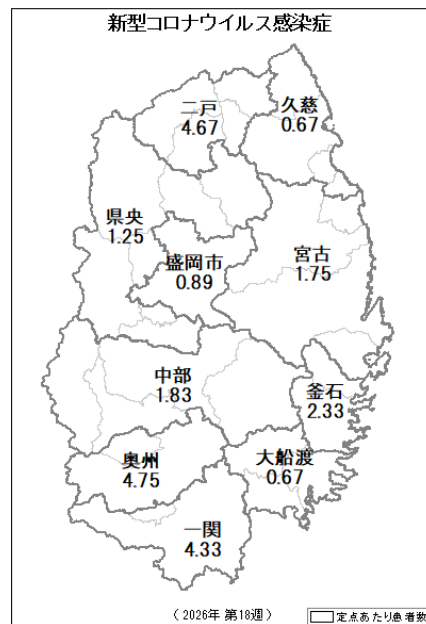 新型コロナウイルス感染症
二戸
4.67
久慈
0.67
県央
1.25
盛岡市
0.89
宮古
1.75
中部
1.83
釜石
2.33
奥州
4.75
大船渡
0.67
一関
4.33
（2026年 第18週）
定点あたり患者数